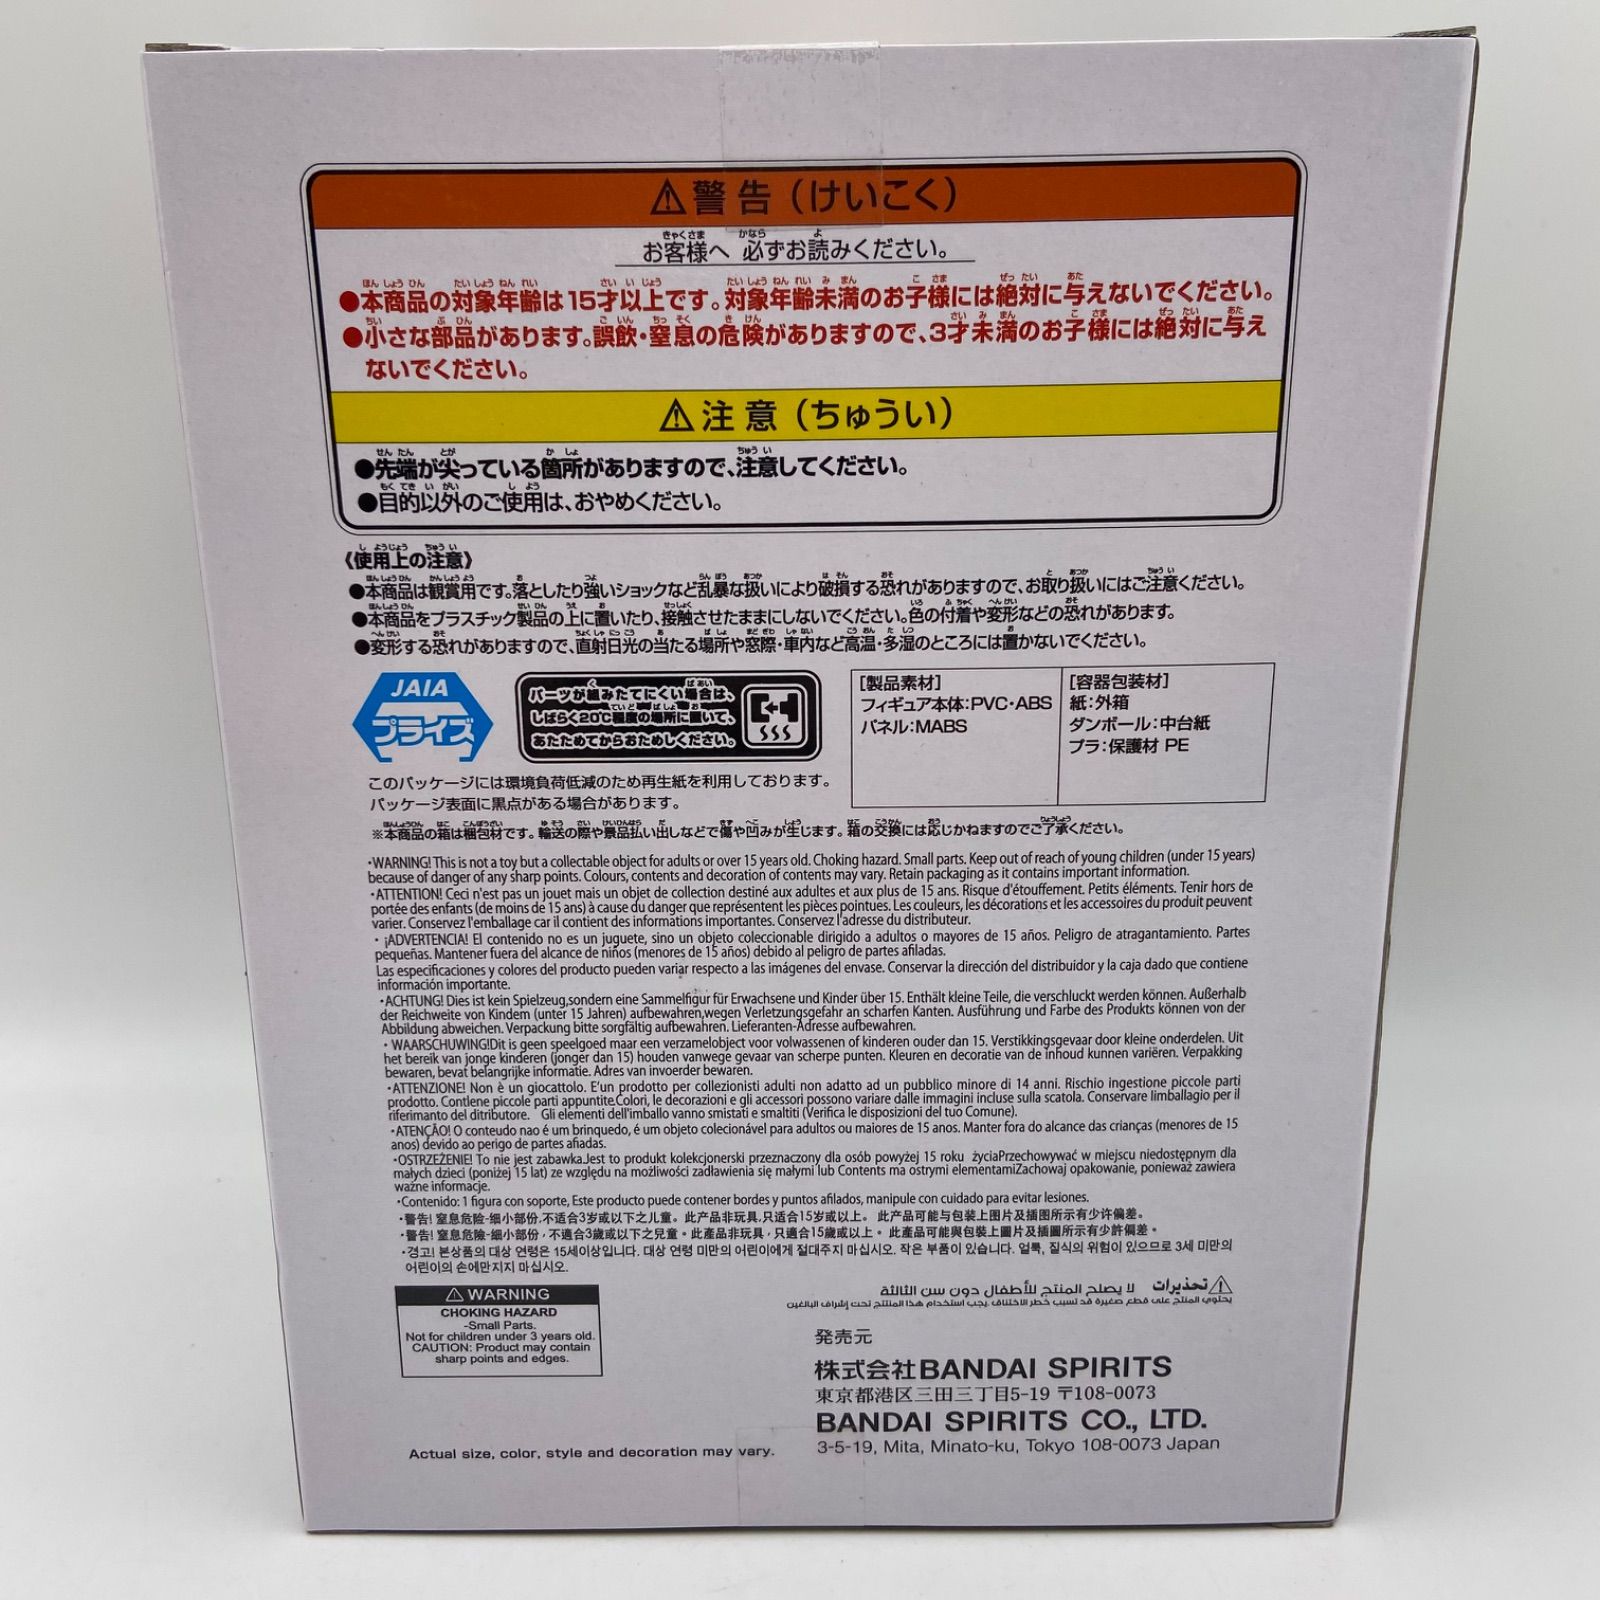 ⚠警告（けいこく）
お客様へ 必ずお読みください。
●本商品の対象年齢は15才以上です。対象年齢未満のお子様には絶対に与えないでください。
●小さな部品があります。誤飲・窒息の危険がありますので、3才未満のお子様には絶対に与え
ないでください。
⚠注意（ちゅうい）
●先端が尖っている箇所がありますので、注意してください。
●目的以外のご使用は、おやめください。
《使用上の注意》
●本商品は観賞用です。落としたり強いショックなど乱暴な扱いにより破損する恐れがありますので、お取り扱いにはご注意ください。
●本商品をプラスチック製品の上に置いたり、接触させたままにしないでください。色の付着や変形などの恐れがあります。
●変形する恐れがありますので、直射日光の当たる場所や窓際・車内など高温・多湿のところには置かないでください。
JAIA
プライズ
パーツが組みたてにくい場合は、
しばらく20℃程度の場所に置いて、
あたためてからおためしください。
[製品素材]
フィギュア本体:PVC・ABS
パネル:MABS
[容器包装材]
紙:外箱
ダンボール:中台紙
プラ:保護材 PE
このパッケージには環境負荷低減のため再生紙を利用しております。
パッケージ表面に黒点がある場合があります。
※本商品の箱は梱包材です。輸送の際や景品払い出しなどで傷や凹みが生じます。箱の交換には応じかねますのでご了承ください。
・WARNING! This is not a toy but a collectable object for adults or over 15 years old. Choking hazard. Small parts. Keep out of reach of young children (under 15 years)
because of danger of any sharp points. Colours, contents and decoration of contents may vary. Retain packaging as it contains important information.
・ATTENTION! Ceci n'est pas un jouet mais un objet de collection destiné aux adultes et aux plus de 15 ans. Risque d'étouffement. Petits éléments. Tenir hors de
portée des enfants (de moins de 15 ans) à cause du danger que représentent les pièces pointues. Les couleurs, les décorations et les accessoires du produit peuvent
varier. Conservez l'emballage car il contient des informations importantes. Conservez l'adresse du distributeur.
・¡ADVERTENCIA! El contenido no es un juguete, sino un objeto coleccionable dirigido a adultos o mayores de 15 años. Peligro de atragantamiento. Partes
pequeñas. Mantener fuera del alcance de niños (menores de 15 años) debido al peligro de partes afiladas.
Las especificaciones y colores del producto pueden variar respecto a las imágenes del envase. Conservar la dirección del distribuidor y la caja dado que contiene
información importante.
・ACHTUNG! Dies ist kein Spielzeug,sondern eine Sammelfigur für Erwachsene und Kinder über 15. Enthält kleine Teile, die verschluckt werden können. Außerhalb
der Reichweite von Kindem (unter 15 Jahren) aufbewahren,wegen Verletzungsgefahr an scharfen Kanten. Ausführung und Farbe des Produkts können von der
Abbildung abweichen. Verpackung bitte sorgfältig aufbewahren. Lieferanten-Adresse aufbewahren.
・WAARSCHUWING!Dit is geen speelgoed maar een verzamelobject voor volwassenen of kinderen ouder dan 15. Verstikkingsgevaar door kleine onderdelen. Uit
het bereik van jonge kinderen (jonger dan 15) houden vanwege gevaar van scherpe punten. Kleuren en decoratie van de inhoud kunnen variëren. Verpakking
bewaren, bevat belangrijke informatie. Adres van invoerder bewaren.
・ATTENZIONE! Non è un giocattolo. E'un prodotto per collezionisti adulti non adatto ad un pubblico minore di 14 anni. Rischio ingestione piccole parti
prodotto. Contlene piccole parti appuntite.Colori, le decorazioni e gli accessori possono variare dalle immagini incluse sulla scatola. Conservare limballagio per il
riferimanto del ditributore. Gli elementi dell'imballo vanno smistati e smaltiti (Verifica le disposizioni del tuo Comune).
・ATENÇÃO! O conteudo nao é um brinquedo, é um objeto colecionável para adultos ou maiores de 15 anos. Manter fora do alcance das crianças (menores de 15
anos) devido ao perigo de partes afiadas.
・OSTRZEŻENIE! To nie jest zabawka.Jest to produkt kolekcjonerski przeznaczony dla osób powyżej 15 roku życiaPrzechowywać w miejscu niedostępnym dla
małych dzieci (poniżej 15 lat) ze względu na możliwości zadławienia się małymi lub Contents ma ostrymi elementamiZachowaj opakowanie, ponieważ zawiera
ważne informacje.
・Contenido: 1 figura con soporte, Este producto puede contener bordes y puntos afilados, manipule con cuidado para evitar lesiones.
・警告! 窒息危险-细小部份，不适合3岁或以下之儿童。此产品非玩具，只适合15岁或以上。此产品可能与包装上图片及插图所示有少许偏差。
・警告! 窒息危險-細小部份，不適合3歲或以下之兒童。此產品非玩具，只適合15歲或以上。此產品可能與包裝上圖片及插圖所示有少許偏差。
・경고! 본상품의 대상 연령은 15세이상입니다. 대상 연령 미만의 어린이에게 절대주지 마십시오. 작은 부품이 있습니다. 얼룩, 질식의 위험이 있으므로 3세 미만의
어린이의 손에만지지 마십시오.
⚠تحذيرات لا يصلح المنتج للأطفال دون سن الثالثة
يحتوي المنتج على قطع صغيرة قد تسبب خطر الاختناق. يجب استخدام هذا المنتج تحت إشراف البالغين
⚠WARNING
CHOKING HAZARD
-Small Parts.
Not for children under 3 years old.
CAUTION: Product may contain
sharp points and edges.
発売元
株式会社BANDAI SPIRITS
東京都港区三田三丁目5-19 〒108-0073
BANDAI SPIRITS CO., LTD.
3-5-19, Mita, Minato-ku, Tokyo 108-0073 Japan
Actual size, color, style and decoration may vary.